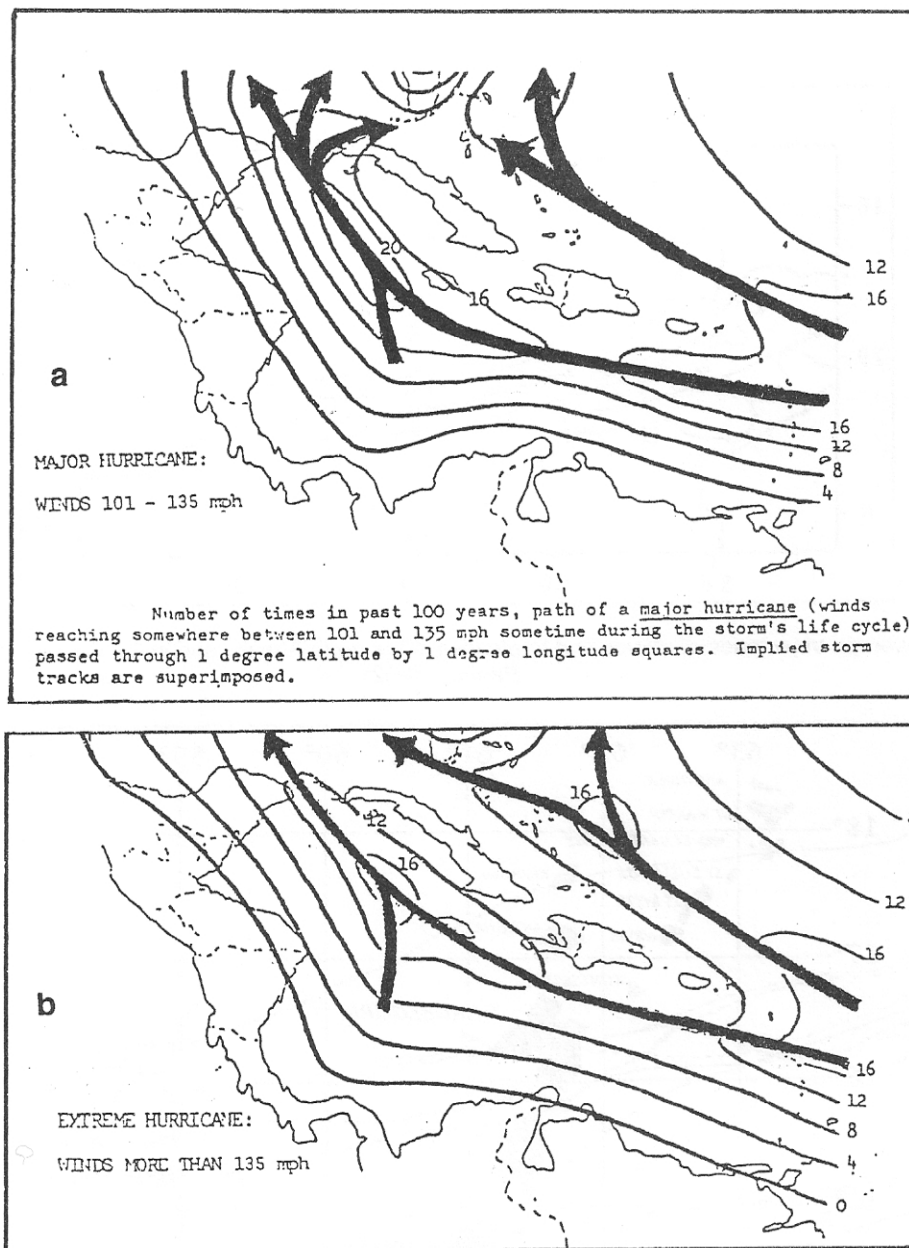 20
16
12
16
a
16
12
8
4
MAJOR HURRICANE:
WINDS 101 - 135 mph
Number of times in past 100 years, path of a major hurricane (winds
reaching somewhere between 101 and 135 mph sometime during the storm's life cycle)
passed through 1 degree latitude by 1 degree longitude squares. Implied storm
tracks are superimposed.
16
12
16
12
16
b
16
12
8
4
0
EXTREME HURRICANE:
WINDS MORE THAN 135 mph